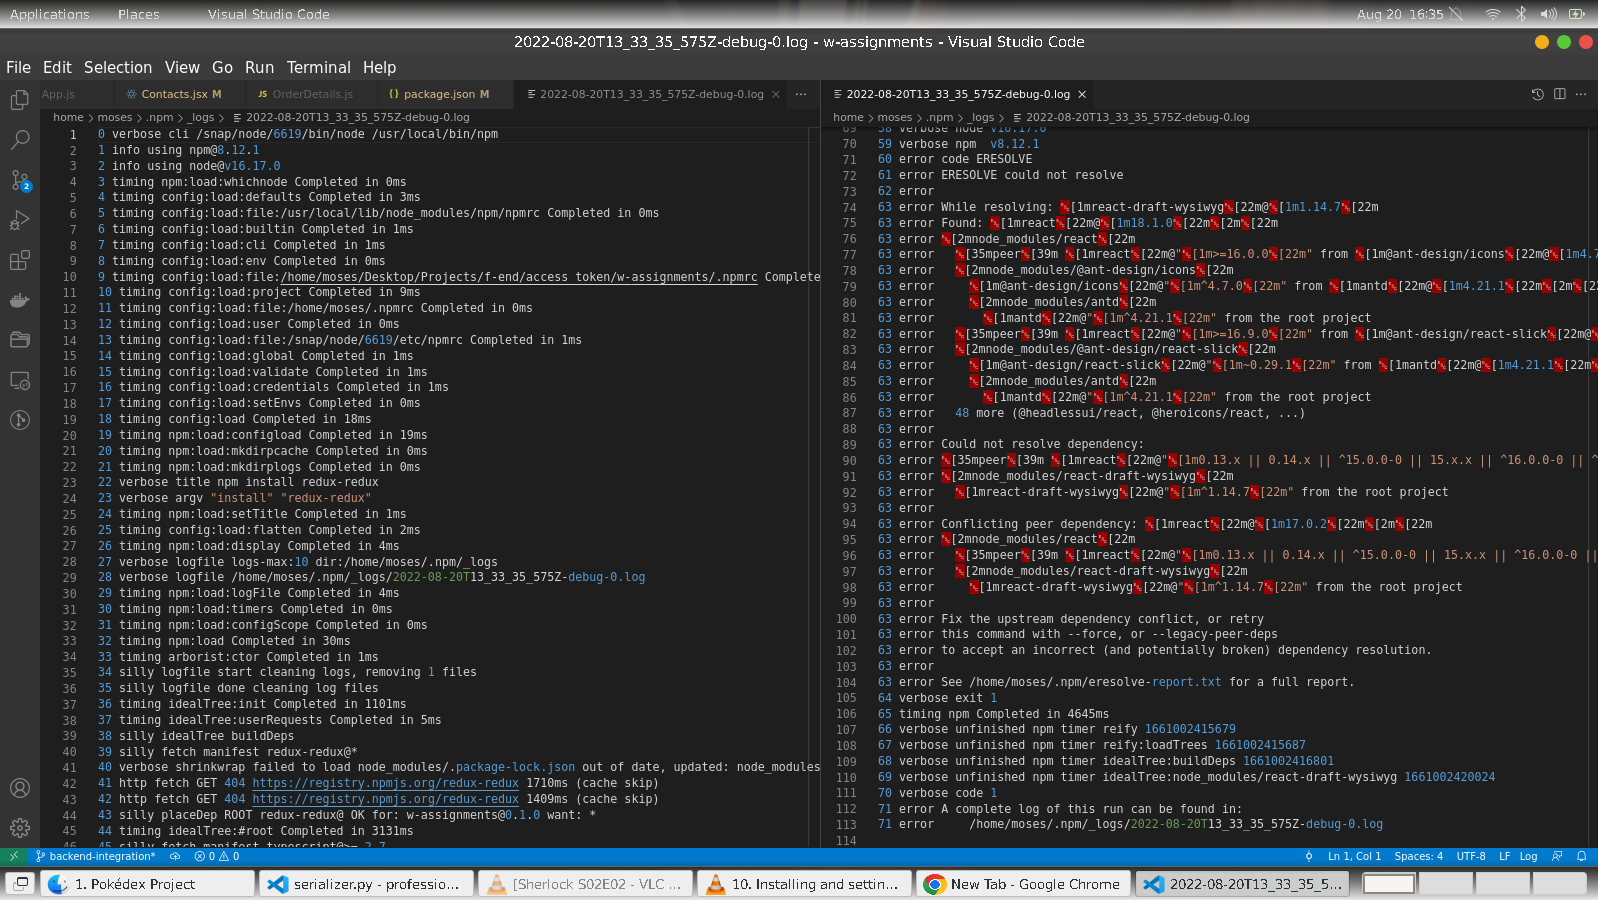 Applications Places Visual Studio Code Aug 20 16:35
2022-08-20T13_33_35_575Z-debug-0.log - w-assignments - Visual Studio Code
File Edit Selection View Go Run Terminal Help
App.js Contacts.jsx M JS OrderDetails.js {} package.json M 2022-08-20T13_33_35_575Z-debug-0.log × ···
home > moses > .npm > _logs > 2022-08-20T13_33_35_575Z-debug-0.log
1 0 verbose cli /snap/node/6619/bin/node /usr/local/bin/npm
2 1 info using npm@8.12.1
3 2 info using node@v16.17.0
4 3 timing npm:load:whichnode Completed in 0ms
5 4 timing config:load:defaults Completed in 3ms
6 5 timing config:load:file:/usr/local/lib/node_modules/npm/npmrc Completed in 0ms
7 6 timing config:load:builtin Completed in 1ms
8 7 timing config:load:cli Completed in 1ms
9 8 timing config:load:env Completed in 0ms
10 9 timing config:load:file:/home/moses/Desktop/Projects/f-end/access_token/w-assignments/.npmrc Complete
11 10 timing config:load:project Completed in 9ms
12 11 timing config:load:file:/home/moses/.npmrc Completed in 0ms
13 12 timing config:load:user Completed in 0ms
14 13 timing config:load:file:/snap/node/6619/etc/npmrc Completed in 1ms
15 14 timing config:load:global Completed in 1ms
16 15 timing config:load:validate Completed in 1ms
17 16 timing config:load:credentials Completed in 1ms
18 17 timing config:load:setEnvs Completed in 0ms
19 18 timing config:load Completed in 18ms
20 19 timing npm:load:configload Completed in 19ms
21 20 timing npm:load:mkdirpcache Completed in 0ms
22 21 timing npm:load:mkdirplogs Completed in 0ms
23 22 verbose title npm install redux-redux
24 23 verbose argv "install" "redux-redux"
25 24 timing npm:load:setTitle Completed in 1ms
26 25 timing config:load:flatten Completed in 2ms
27 26 timing npm:load:display Completed in 4ms
28 27 verbose logfile logs-max:10 dir:/home/moses/.npm/_logs
29 28 verbose logfile /home/moses/.npm/_logs/2022-08-20T13_33_35_575Z-debug-0.log
30 29 timing npm:load:logFile Completed in 4ms
31 30 timing npm:load:timers Completed in 0ms
32 31 timing npm:load:configScope Completed in 0ms
33 32 timing npm:load Completed in 30ms
34 33 timing arborist:ctor Completed in 1ms
35 34 silly logfile start cleaning logs, removing 1 files
36 35 silly logfile done cleaning log files
37 36 timing idealTree:init Completed in 1101ms
38 37 timing idealTree:userRequests Completed in 5ms
39 38 silly idealTree buildDeps
40 39 silly fetch manifest redux-redux@*
41 40 verbose shrinkwrap failed to load node_modules/.package-lock.json out of date, updated: node_modules
42 41 http fetch GET 404 https://registry.npmjs.org/redux-redux 1710ms (cache skip)
43 42 http fetch GET 404 https://registry.npmjs.org/redux-redux 1409ms (cache skip)
44 43 silly placeDep ROOT redux-redux@ OK for: w-assignments@0.1.0 want: *
45 44 timing idealTree:#root Completed in 3131ms
46 45 silly fetch manifest typescript@>= 2.7
2022-08-20T13_33_35_575Z-debug-0.log × ···
home > moses > .npm > _logs > 2022-08-20T13_33_35_575Z-debug-0.log
69 58 verbose node v16.17.0
70 59 verbose npm  v8.12.1
71 60 error code ERESOLVE
72 61 error ERESOLVE could not resolve
73 62 error
74 63 error While resolving: [1mreact-draft-wysiwyg[22m@[1m1.14.7[22m
75 63 error Found: [1mreact[22m@[1m18.1.0[22m[2m[22m
76 63 error [2mnode_modules/react[22m
77 63 error   [35mpeer[39m [1mreact[22m@"[1m>=16.0.0[22m" from [1m@ant-design/icons[22m@[1m4.7
78 63 error   [2mnode_modules/@ant-design/icons[22m
79 63 error     [1m@ant-design/icons[22m@"[1m^4.7.0[22m" from [1mantd[22m@[1m4.21.1[22m[2m[22
80 63 error     [2mnode_modules/antd[22m
81 63 error       [1mantd[22m@"[1m^4.21.1[22m" from the root project
82 63 error   [35mpeer[39m [1mreact[22m@"[1m>=16.9.0[22m" from [1m@ant-design/react-slick[22m@
83 63 error   [2mnode_modules/@ant-design/react-slick[22m
84 63 error     [1m@ant-design/react-slick[22m@"[1m~0.29.1[22m" from [1mantd[22m@[1m4.21.1[22m
85 63 error     [2mnode_modules/antd[22m
86 63 error       [1mantd[22m@"[1m^4.21.1[22m" from the root project
87 63 error   48 more (@headlessui/react, @heroicons/react, ...)
88 63 error
89 63 error Could not resolve dependency:
90 63 error [35mpeer[39m [1mreact[22m@"[1m0.13.x || 0.14.x || ^15.0.0-0 || 15.x.x || ^16.0.0-0 || ^
91 63 error [2mnode_modules/react-draft-wysiwyg[22m
92 63 error   [1mreact-draft-wysiwyg[22m@"[1m^1.14.7[22m" from the root project
93 63 error
94 63 error Conflicting peer dependency: [1mreact[22m@[1m17.0.2[22m[2m[22m
95 63 error [2mnode_modules/react[22m
96 63 error   [35mpeer[39m [1mreact[22m@"[1m0.13.x || 0.14.x || ^15.0.0-0 || 15.x.x || ^16.0.0-0 ||
97 63 error   [2mnode_modules/react-draft-wysiwyg[22m
98 63 error     [1mreact-draft-wysiwyg[22m@"[1m^1.14.7[22m" from the root project
99 63 error
100 63 error Fix the upstream dependency conflict, or retry
101 63 error this command with --force, or --legacy-peer-deps
102 63 error to accept an incorrect (and potentially broken) dependency resolution.
103 63 error
104 63 error See /home/moses/.npm/eresolve-report.txt for a full report.
105 64 verbose exit 1
106 65 timing npm Completed in 4645ms
107 66 verbose unfinished npm timer reify 1661002415679
108 67 verbose unfinished npm timer reify:loadTrees 1661002415687
109 68 verbose unfinished npm timer idealTree:buildDeps 1661002416801
110 69 verbose unfinished npm timer idealTree:node_modules/react-draft-wysiwyg 1661002420024
111 70 verbose code 1
112 71 error A complete log of this run can be found in:
113 71 error     /home/moses/.npm/_logs/2022-08-20T13_33_35_575Z-debug-0.log
114
2
backend-integration* 0 0 Ln 1, Col 1 Spaces: 4 UTF-8 LF Log
1. Pokédex Project serializer.py - professio... [Sherlock S02E02 - VLC ... 10. Installing and settin... New Tab - Google Chrome 2022-08-20T13_33_35_5...